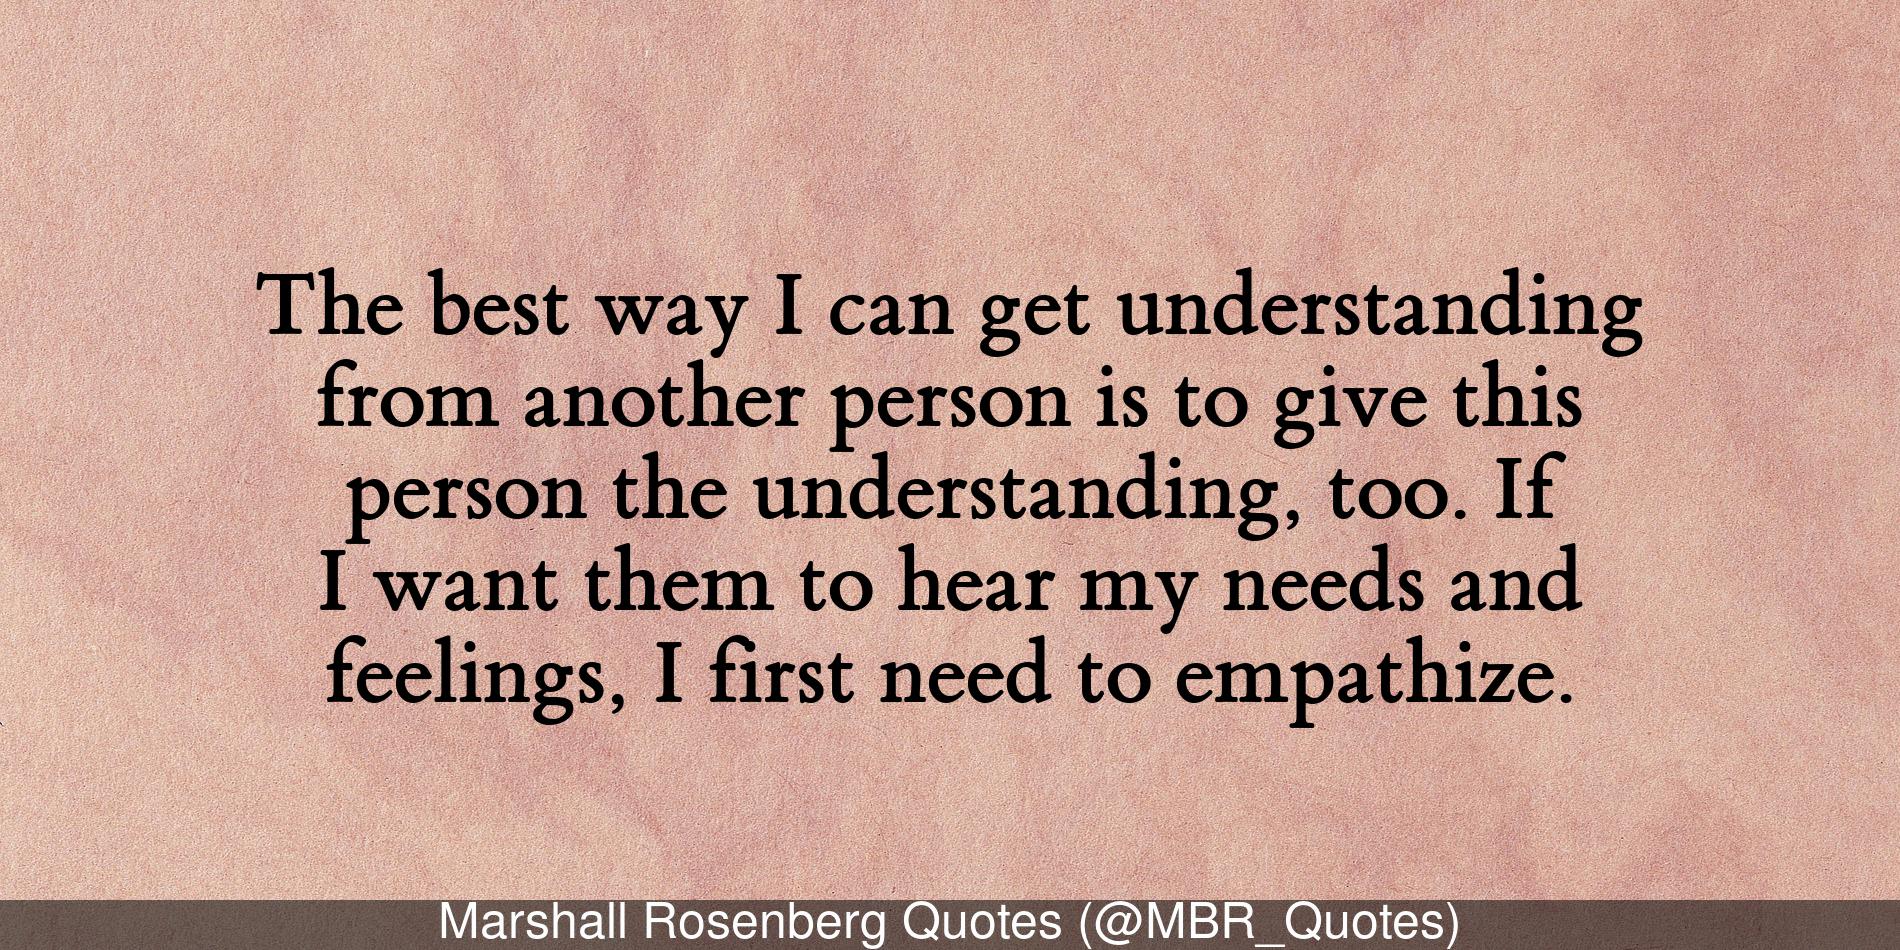 The best way I can get understanding
from another person is to give this
person the understanding, too. If
I want them to hear my needs and
feelings, I first need to empathize.
Marshall Rosenberg Quotes (@MBR_Quotes)